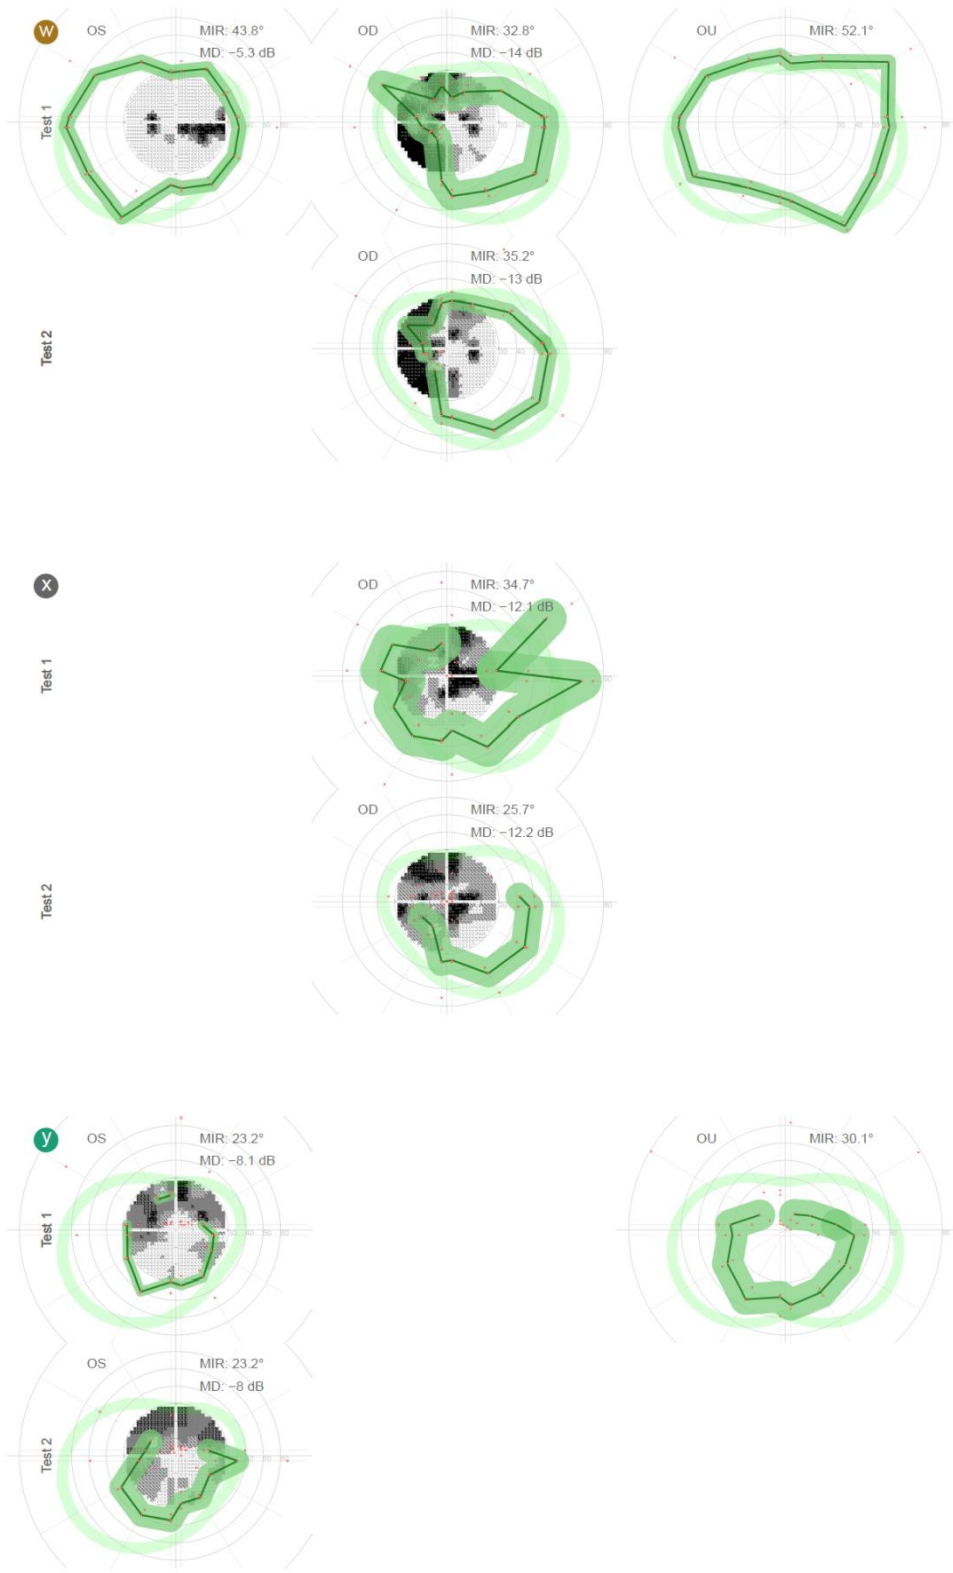 W
OS MIR: 43.8° MD: −5.3 dB
OD MIR: 32.8° MD: −14 dB
OU MIR: 52.1°
Test 1
OD MIR: 35.2° MD: −13 dB
Test 2
X
OD MIR: 34.7° MD: −12.1 dB
Test 1
OD MIR: 25.7° MD: −12.2 dB
Test 2
y
OS MIR: 23.2° MD: −8.1 dB
OU MIR: 30.1°
Test 1
OS MIR: 23.2° MD: −8 dB
Test 2